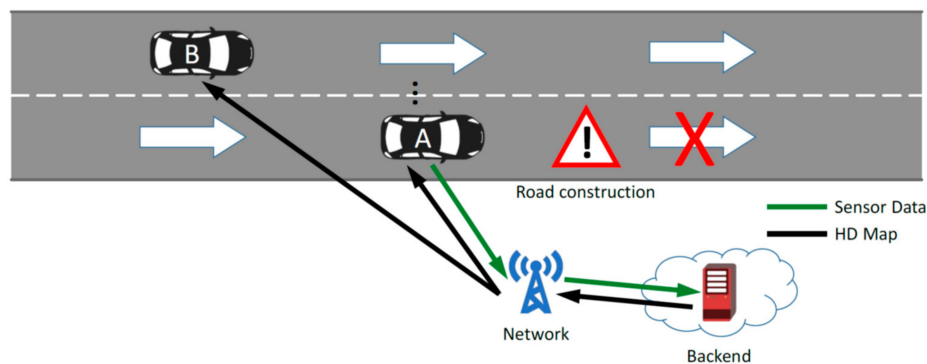 B
A
!
X
Road construction
Sensor Data
HD Map
Network
Backend